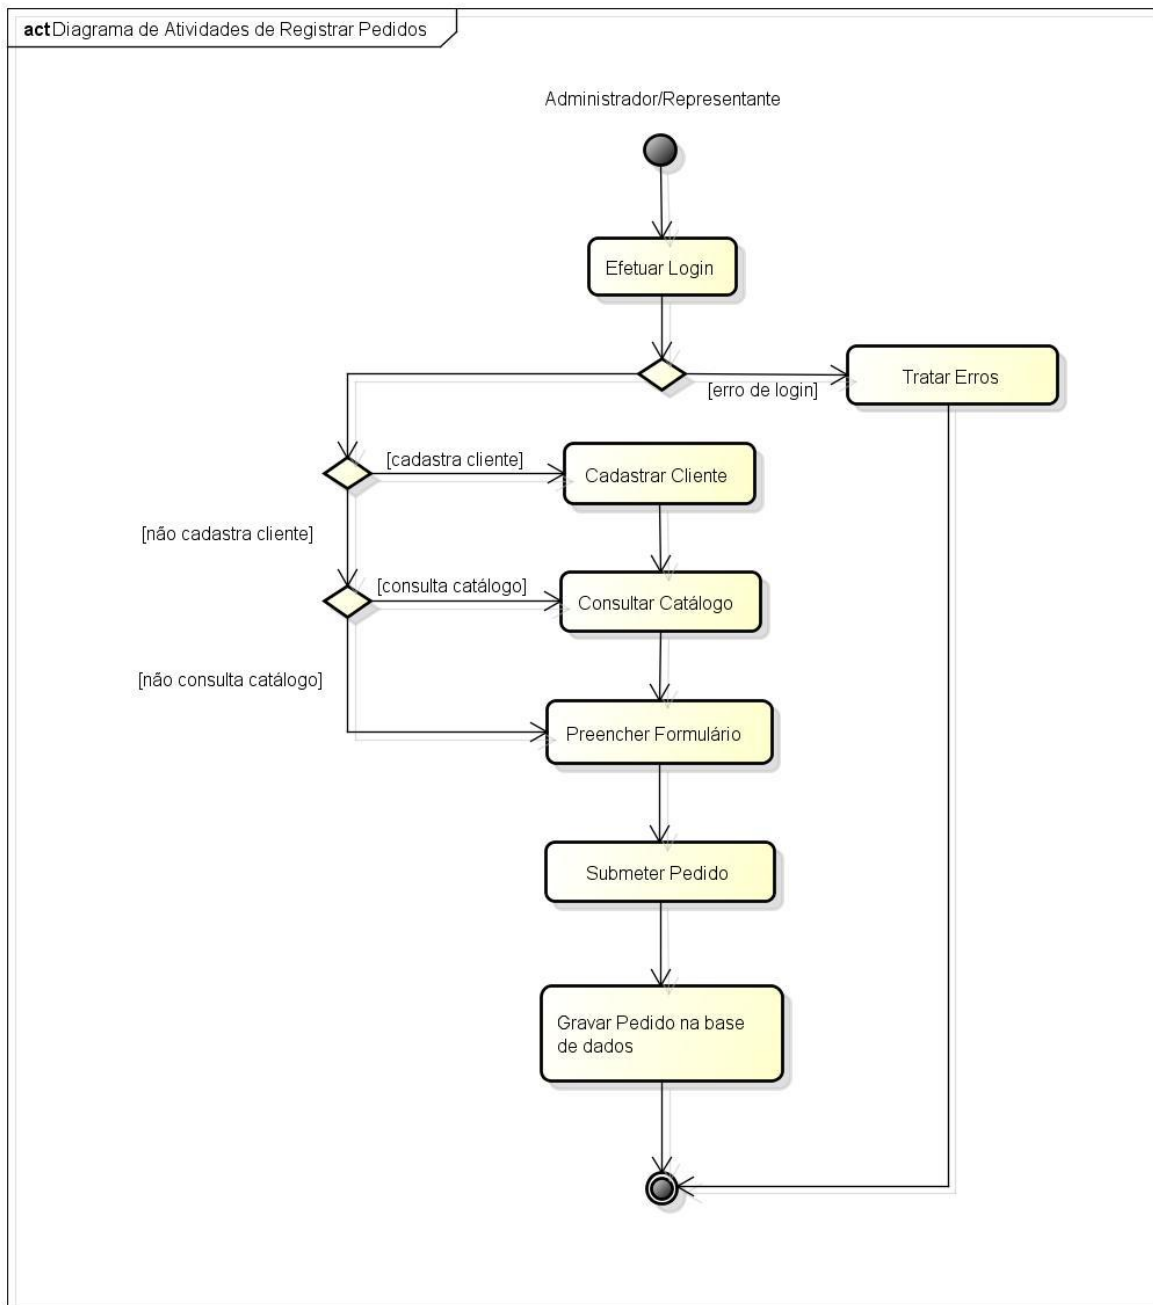 act Diagrama de Atividades de Registrar Pedidos
Administrador/Representante
Efetuar Login
[erro de login]
Tratar Erros
[cadastra cliente]
Cadastrar Cliente
[não cadastra cliente]
[consulta catálogo]
Consultar Catálogo
[não consulta catálogo]
Preencher Formulário
Submeter Pedido
Gravar Pedido na base
de dados